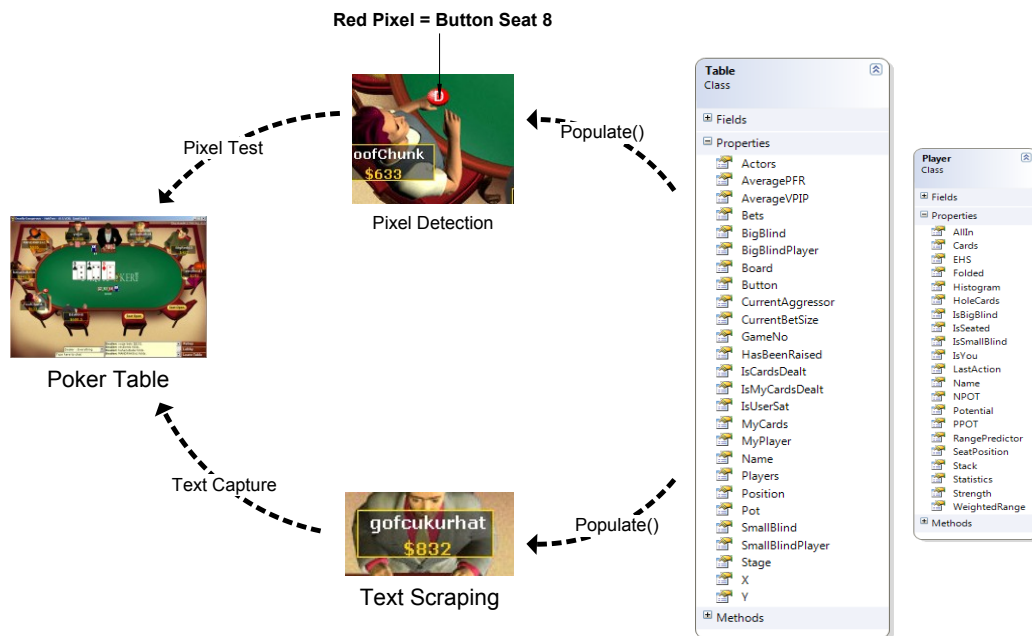 Red Pixel = Button Seat 8
D
oofChunk
$633
Pixel Detection
Pixel Test
Populate()
Poker Table
Text Capture
gofcukurhat
$832
Text Scraping
Populate()
Table
Class
Fields
Properties
Actors
AveragePFR
AverageVPIP
Bets
BigBlind
BigBlindPlayer
Board
Button
CurrentAggressor
CurrentBetSize
GameNo
HasBeenRaised
IsCardsDealt
IsMyCardsDealt
IsUserSat
MyCards
MyPlayer
Name
Players
Position
Pot
SmallBlind
SmallBlindPlayer
Stage
X
Y
Methods
Player
Class
Fields
Properties
AllIn
Cards
EHS
Folded
Histogram
HoleCards
IsBigBlind
IsSeated
IsSmallBlind
IsYou
LastAction
Name
NPOT
Potential
PPOT
RangePredictor
SeatPosition
Stack
Statistics
Strength
WeightedRange
Methods